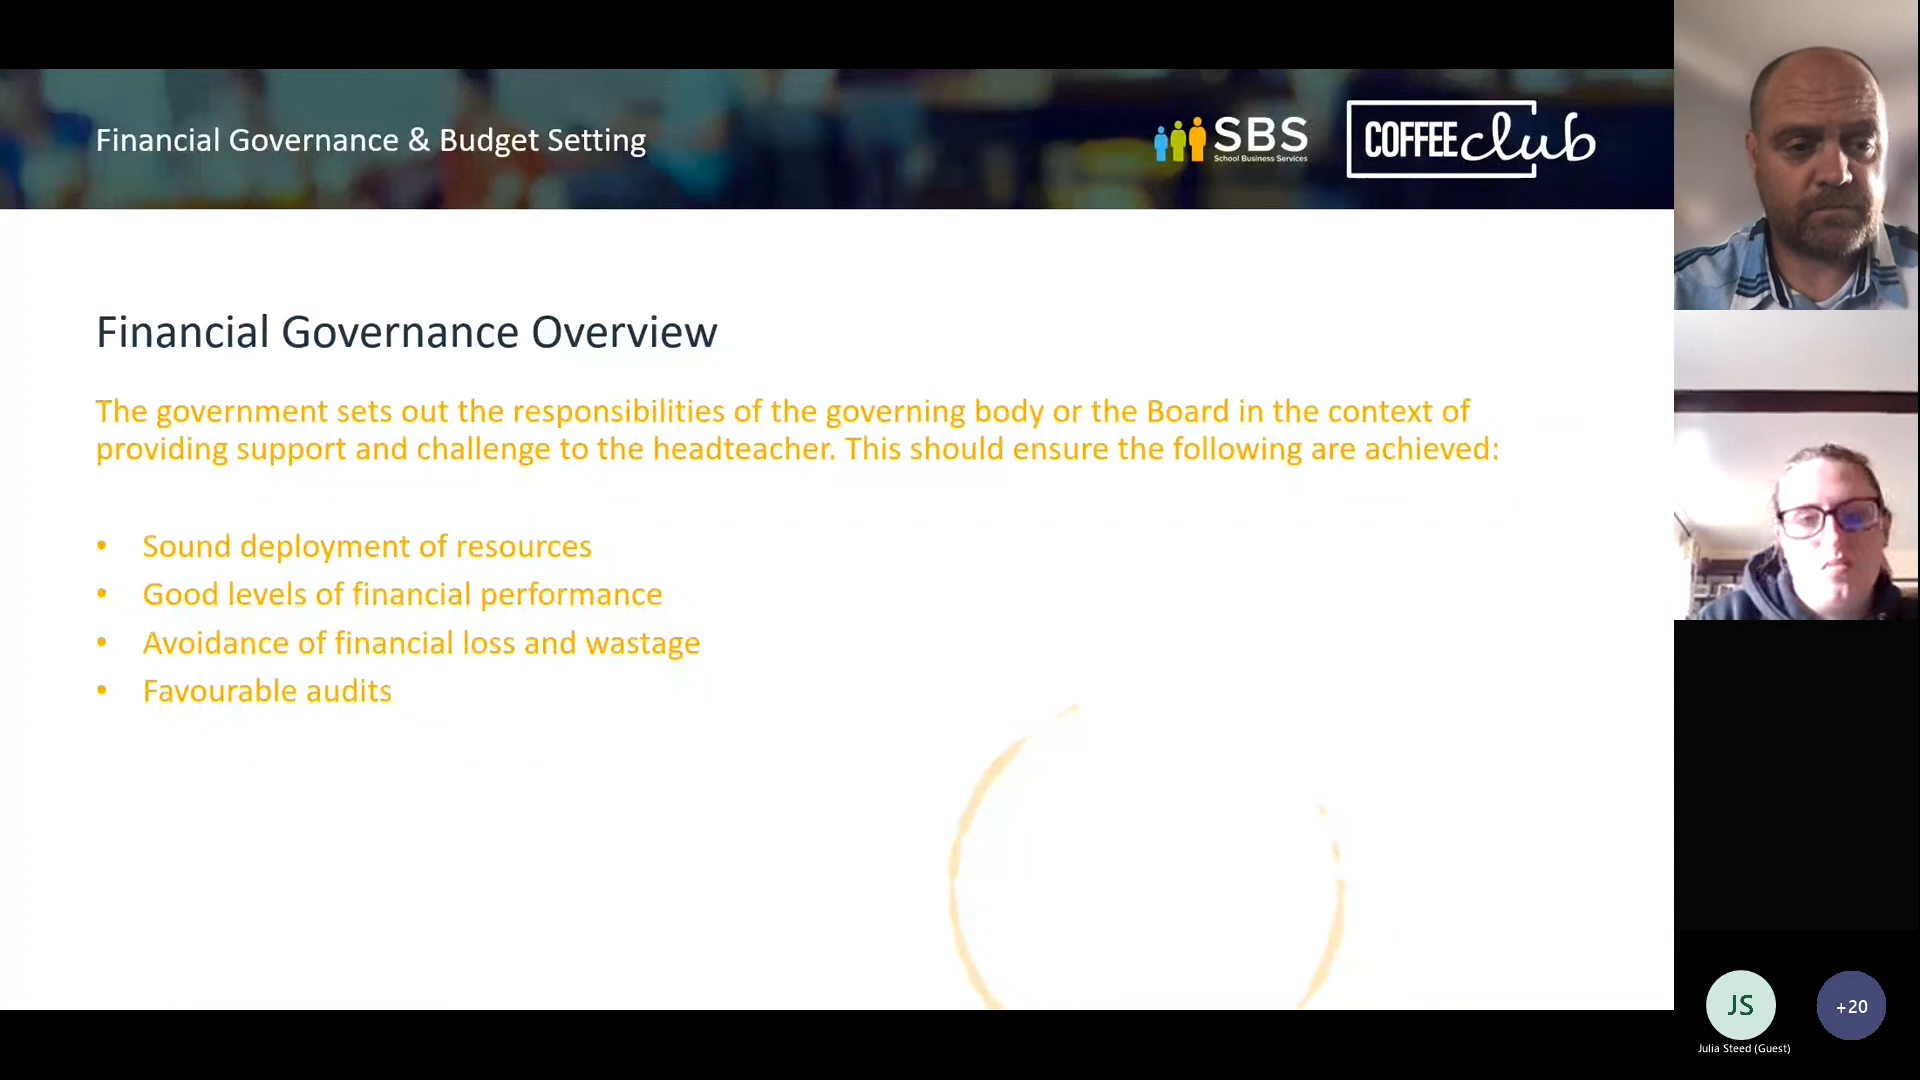 Financial Governance & Budget Setting
SBS
School Business Services
COFFEE club
Financial Governance Overview
The government sets out the responsibilities of the governing body or the Board in the context of
providing support and challenge to the headteacher. This should ensure the following are achieved:
• Sound deployment of resources
• Good levels of financial performance
• Avoidance of financial loss and wastage
• Favourable audits
JS
+20
Julia Steed (Guest)